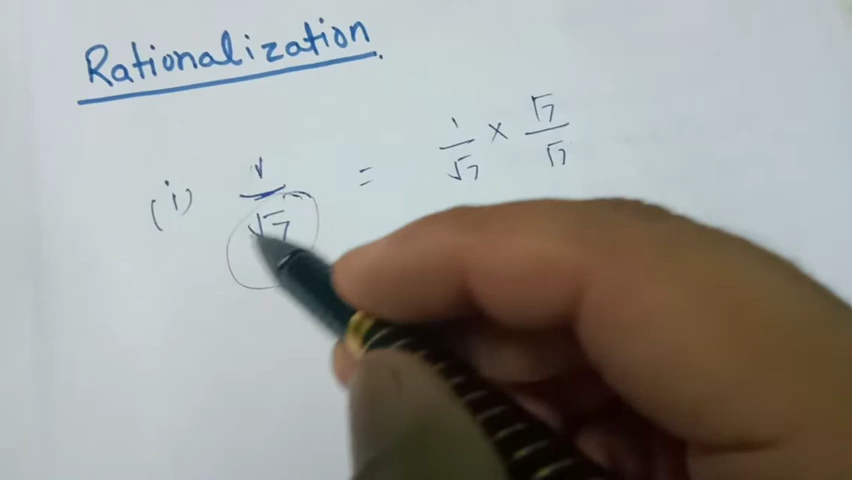 Rationalization
(i) 1/√7 = 1/√7 × √7/√7